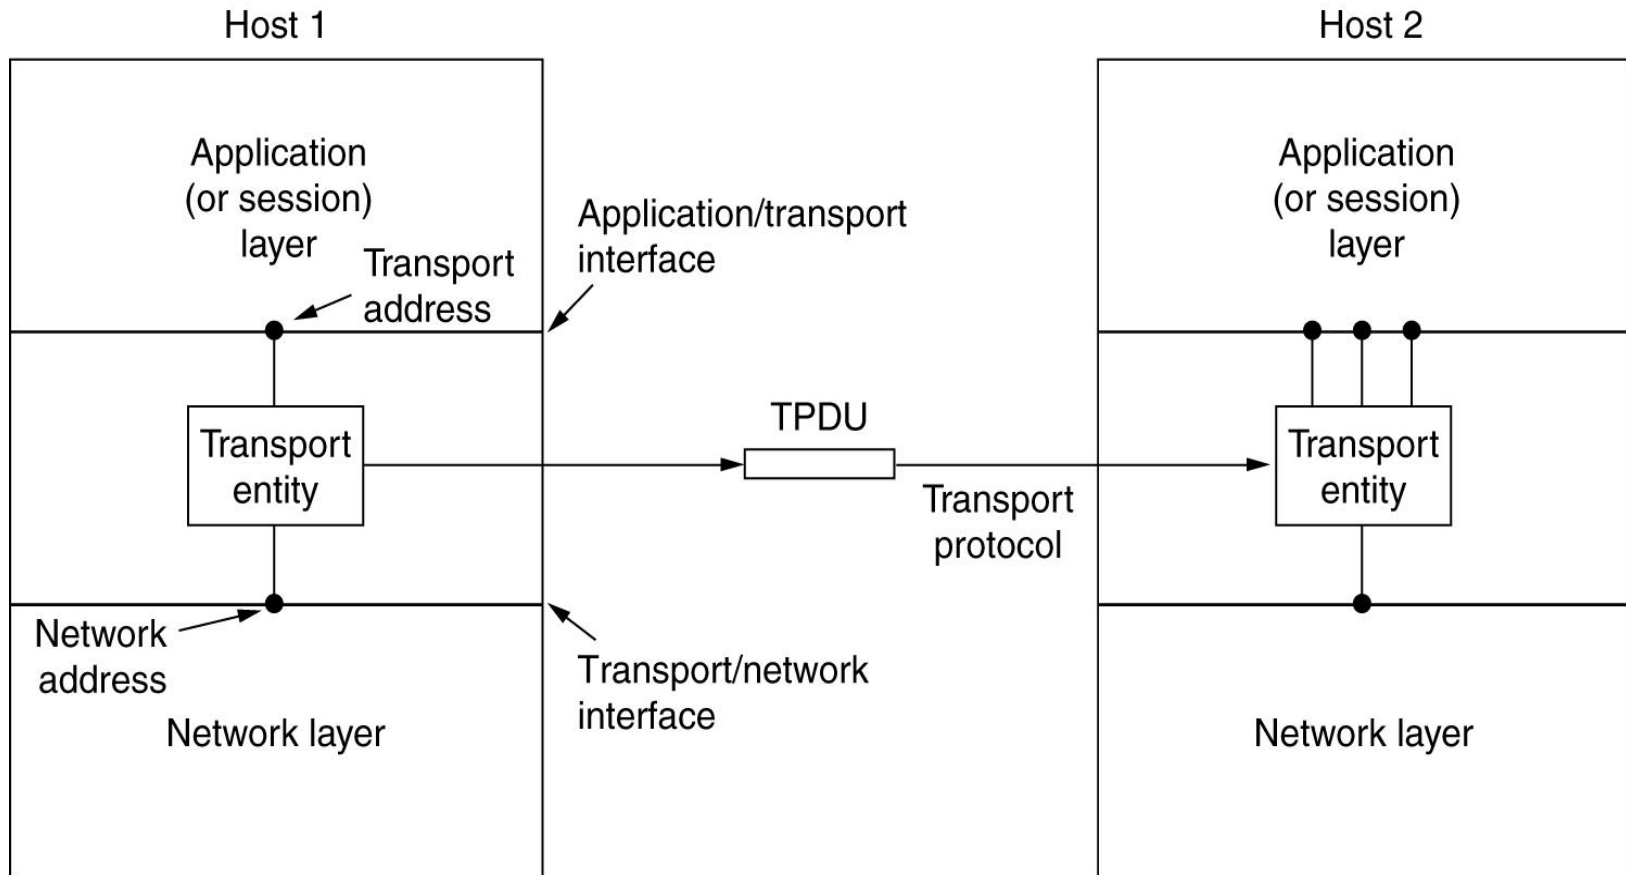 Host 1
Host 2
Application
(or session)
layer
Transport
address
Application/transport
interface
Application
(or session)
layer
Transport
entity
TPDU
Transport
protocol
Transport
entity
Network
address
Transport/network
interface
Network layer
Network layer